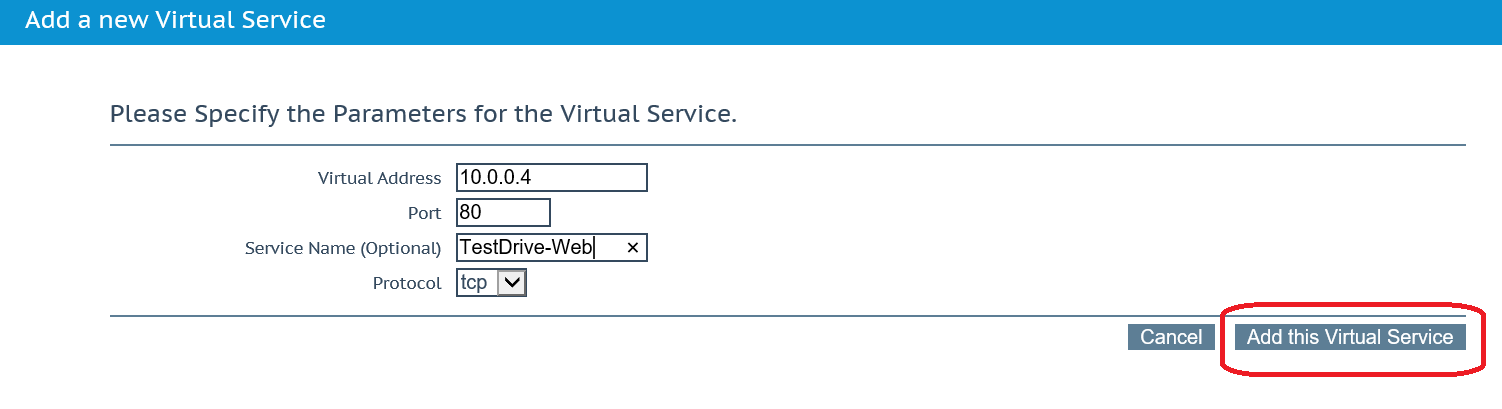 Add a new Virtual Service
Please Specify the Parameters for the Virtual Service.
Virtual Address 10.0.0.4
Port 80
Service Name (Optional) TestDrive-Web ×
Protocol tcp
Cancel Add this Virtual Service